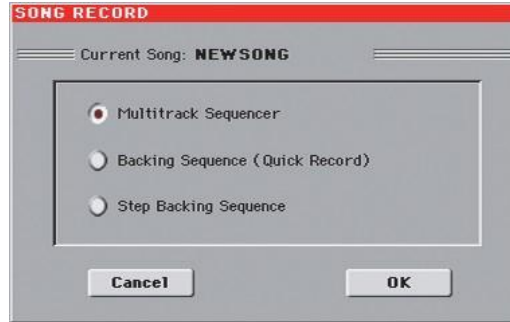 SONG RECORD
Current Song: NEWSONG
Multitrack Sequencer
Backing Sequence (Quick Record)
Step Backing Sequence
Cancel OK